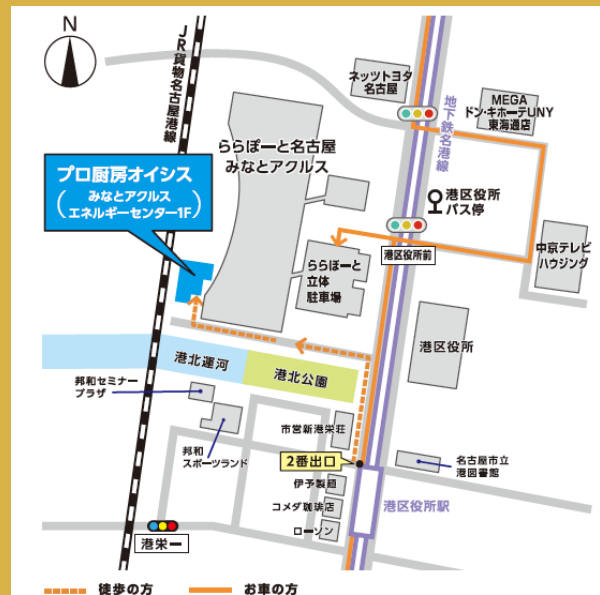 N
JR貨物名古屋港線
ネッツトヨタ
名古屋
MEGA
ドン・キホーテUNY
東海通店
地下鉄名港線
ららぽーと名古屋
みなとアクルス
プロ厨房オイシス
(みなとアクルス
エネルギーセンター1F)
港区役所
バス停
港区役所前
中京テレビ
ハウジング
ららぽーと
立体
駐車場
港区役所
港北運河
港北公園
邦和セミナー
プラザ
邦和
スポーツランド
市営新港栄荘
2番出口
名古屋市立
港図書館
伊予製麺
コメダ珈琲店
ローソン
港区役所駅
港栄一
徒歩の方
お車の方